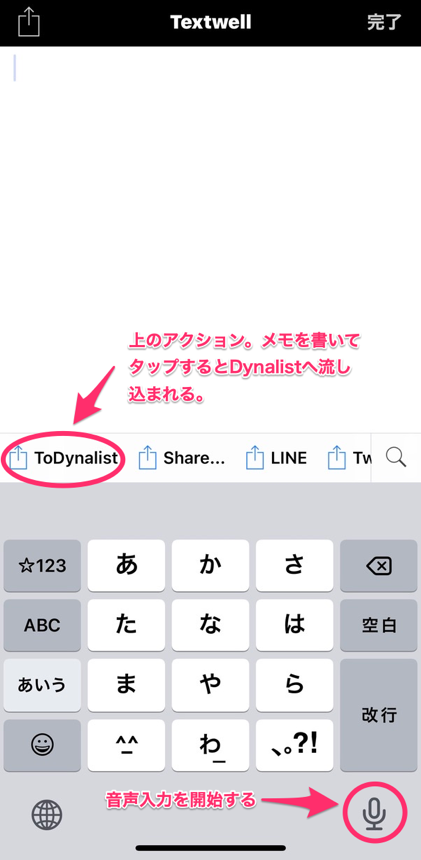 Textwell 完了
上のアクション。メモを書いて
タップするとDynalistへ流し
込まれる。
ToDynalist Share... LINE Tw
☆123 あ か さ
ABC た な は 空白
あいう ま や ら
改行
^_^ わ_ 、。?!
音声入力を開始する